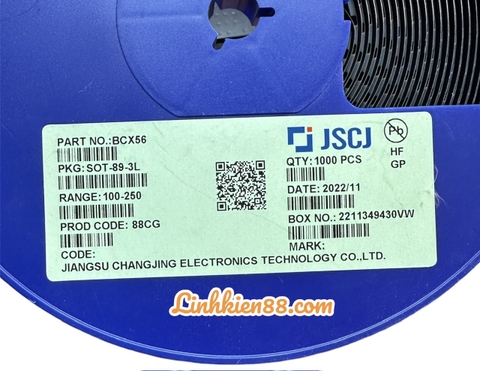 PART NO.:BCX56
PKG:SOT-89-3L
RANGE:100-250
PROD CODE: 88CG
CODE:
JSCJ
QTY:1000 PCS
DATE: 2022/11
BOX NO.: 2211349430VW
MARK:
Pb
HF
GP
JIANGSU CHANGJING ELECTRONICS TECHNOLOGY CO.,LTD.
Linhkien88.com